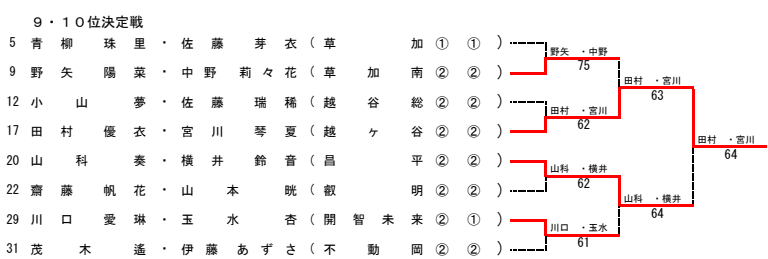 ９・１０位決定戦
5 青柳 珠里・佐藤 芽衣（草 加 ① ①）
野矢 ・中野
75
9 野矢 陽菜・中野 莉々花（草 加 南 ② ②）
田村 ・宮川
63
12 小山 夢・佐藤 瑞稀（越 谷 総 ② ②）
田村 ・宮川
62
17 田村 優衣・宮川 琴夏（越 ヶ 谷 ② ②）
田村 ・宮川
64
20 山科 奏・横井 鈴音（昌 平 ② ②）
山科 ・横井
62
22 齋藤 帆花・山本 晄（叡 明 ② ②）
山科 ・横井
64
29 川口 愛琳・玉水 杏（開 智 未 来 ② ①）
川口 ・玉水
61
31 茂木 遙・伊藤 あずさ（不 動 岡 ② ②）